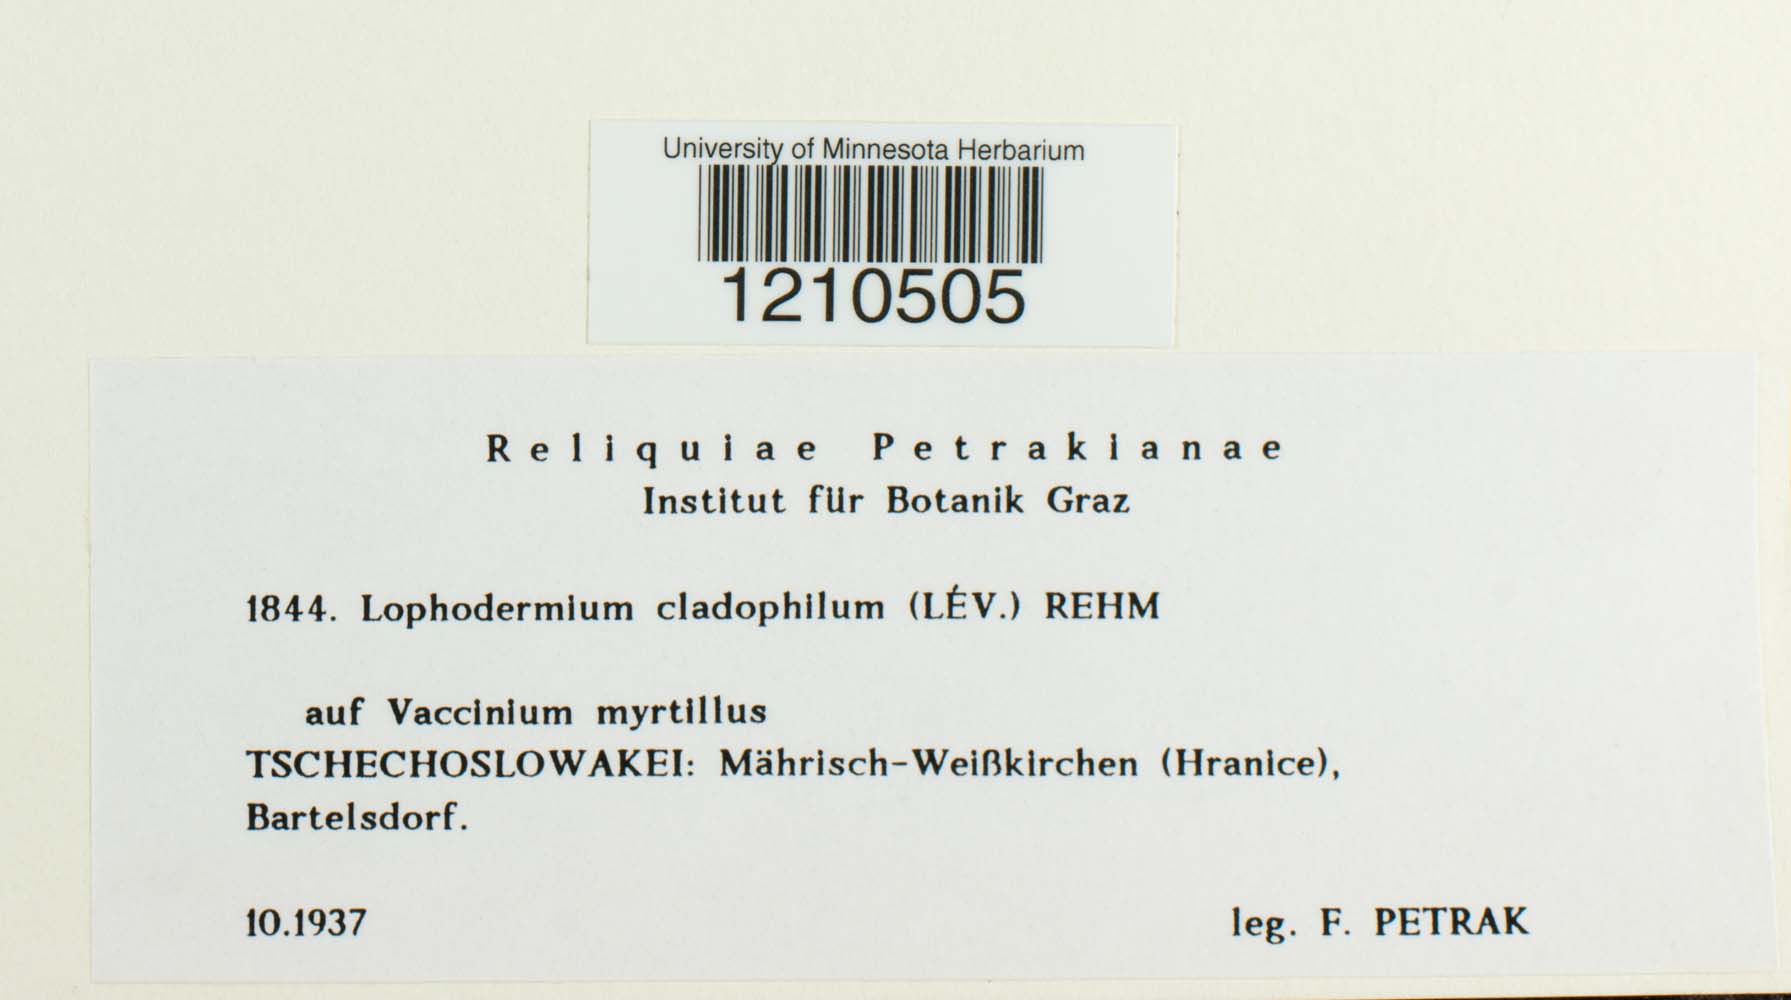 University of Minnesota Herbarium
1210505
Reliquiae Petrakianae
Institut für Botanik Graz
1844. Lophodermium cladophilum (LÉV.) REHM
auf Vaccinium myrtillus
TSCHECHOSLOWAKEI: Mährisch-Weißkirchen (Hranice),
Bartelsdorf.
10.1937 leg. F. PETRAK